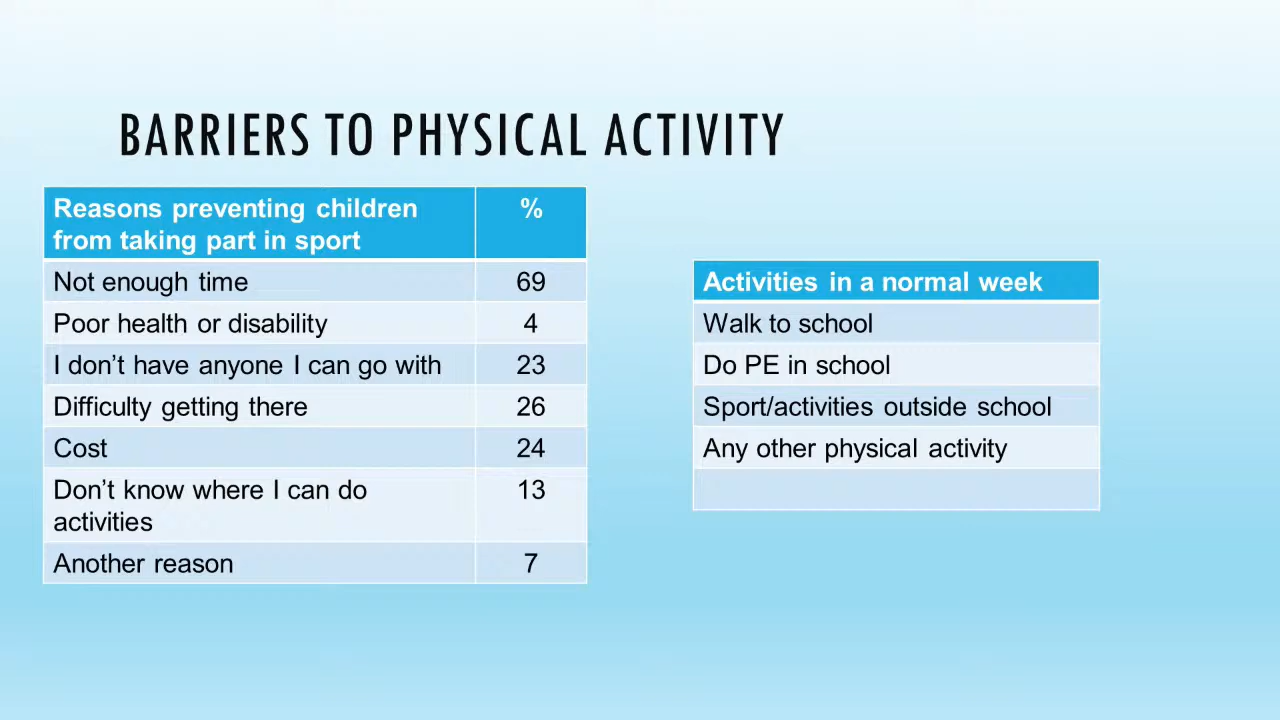 BARRIERS TO PHYSICAL ACTIVITY
Reasons preventing children %
from taking part in sport
Not enough time 69
Poor health or disability 4
I don’t have anyone I can go with 23
Difficulty getting there 26
Cost 24
Don’t know where I can do 13
activities
Another reason 7
Activities in a normal week
Walk to school
Do PE in school
Sport/activities outside school
Any other physical activity